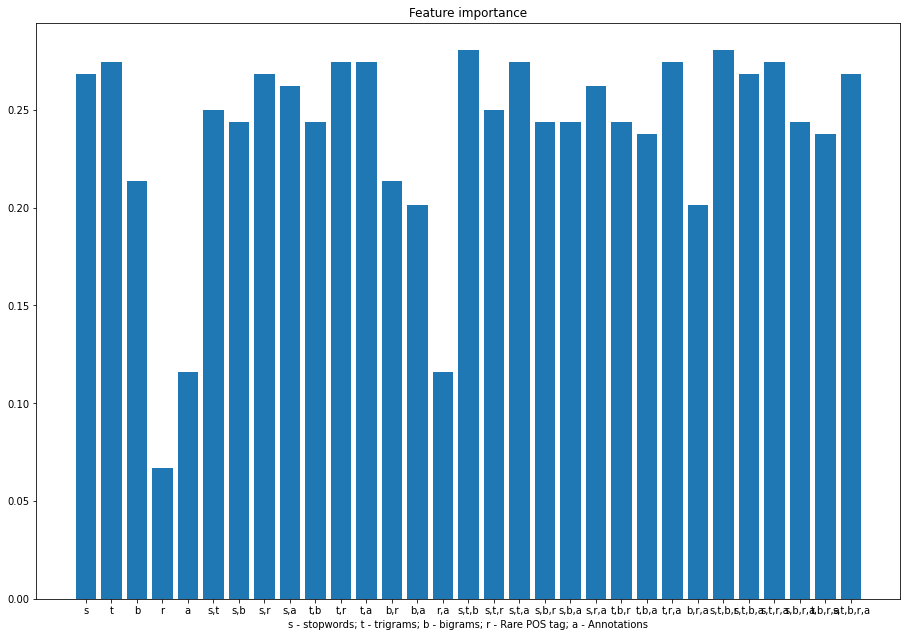 Feature importance
0.25
0.20
0.15
0.10
0.05
0.00
s t b r a s,t s,b s,r s,a t,b t,r t,a b,r b,a r,a s,t,b s,t,r s,t,a s,b,r s,b,a s,r,a t,b,r t,b,a t,r,a b,r,a s,t,b,r s,t,b,a s,t,r,a s,b,r,a t,b,r,a s,t,b,r,a
s - stopwords; t - trigrams; b - bigrams; r - Rare POS tag; a - Annotations